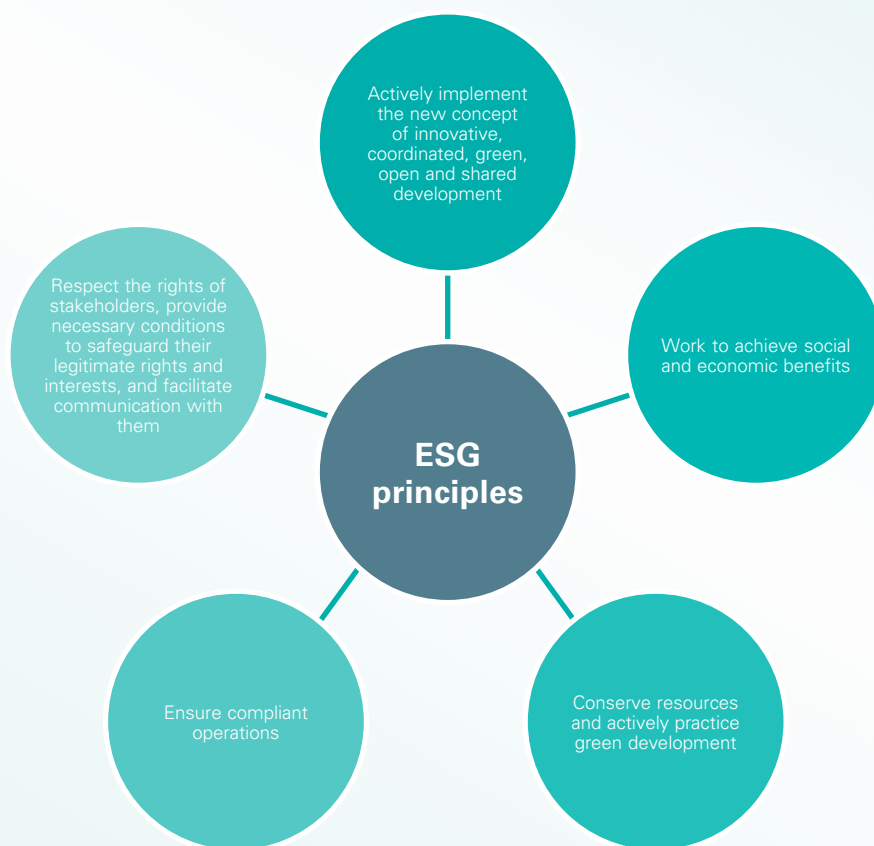 Actively implement
the new concept
of innovative,
coordinated, green,
open and shared
development
Work to achieve social
and economic benefits
Conserve resources
and actively practice
green development
Ensure compliant
operations
Respect the rights of
stakeholders, provide
necessary conditions
to safeguard their
legitimate rights and
interests, and facilitate
communication with
them
ESG
principles